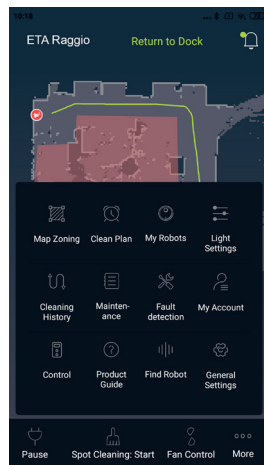 18:18
ETA Raggio
Return to Dock
Map Zoning
Clean Plan
My Robots
Light
Settings
Cleaning
History
Mainten-
ance
Fault
detection
My Account
Control
Product
Guide
Find Robot
General
Settings
Pause
Spot Cleaning: Start
Fan Control
More